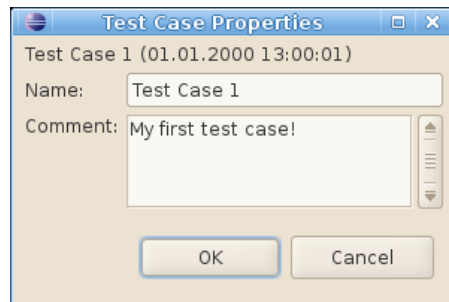 Test Case Properties
Test Case 1 (01.01.2000 13:00:01)
Name: Test Case 1
Comment: My first test case!
OK Cancel